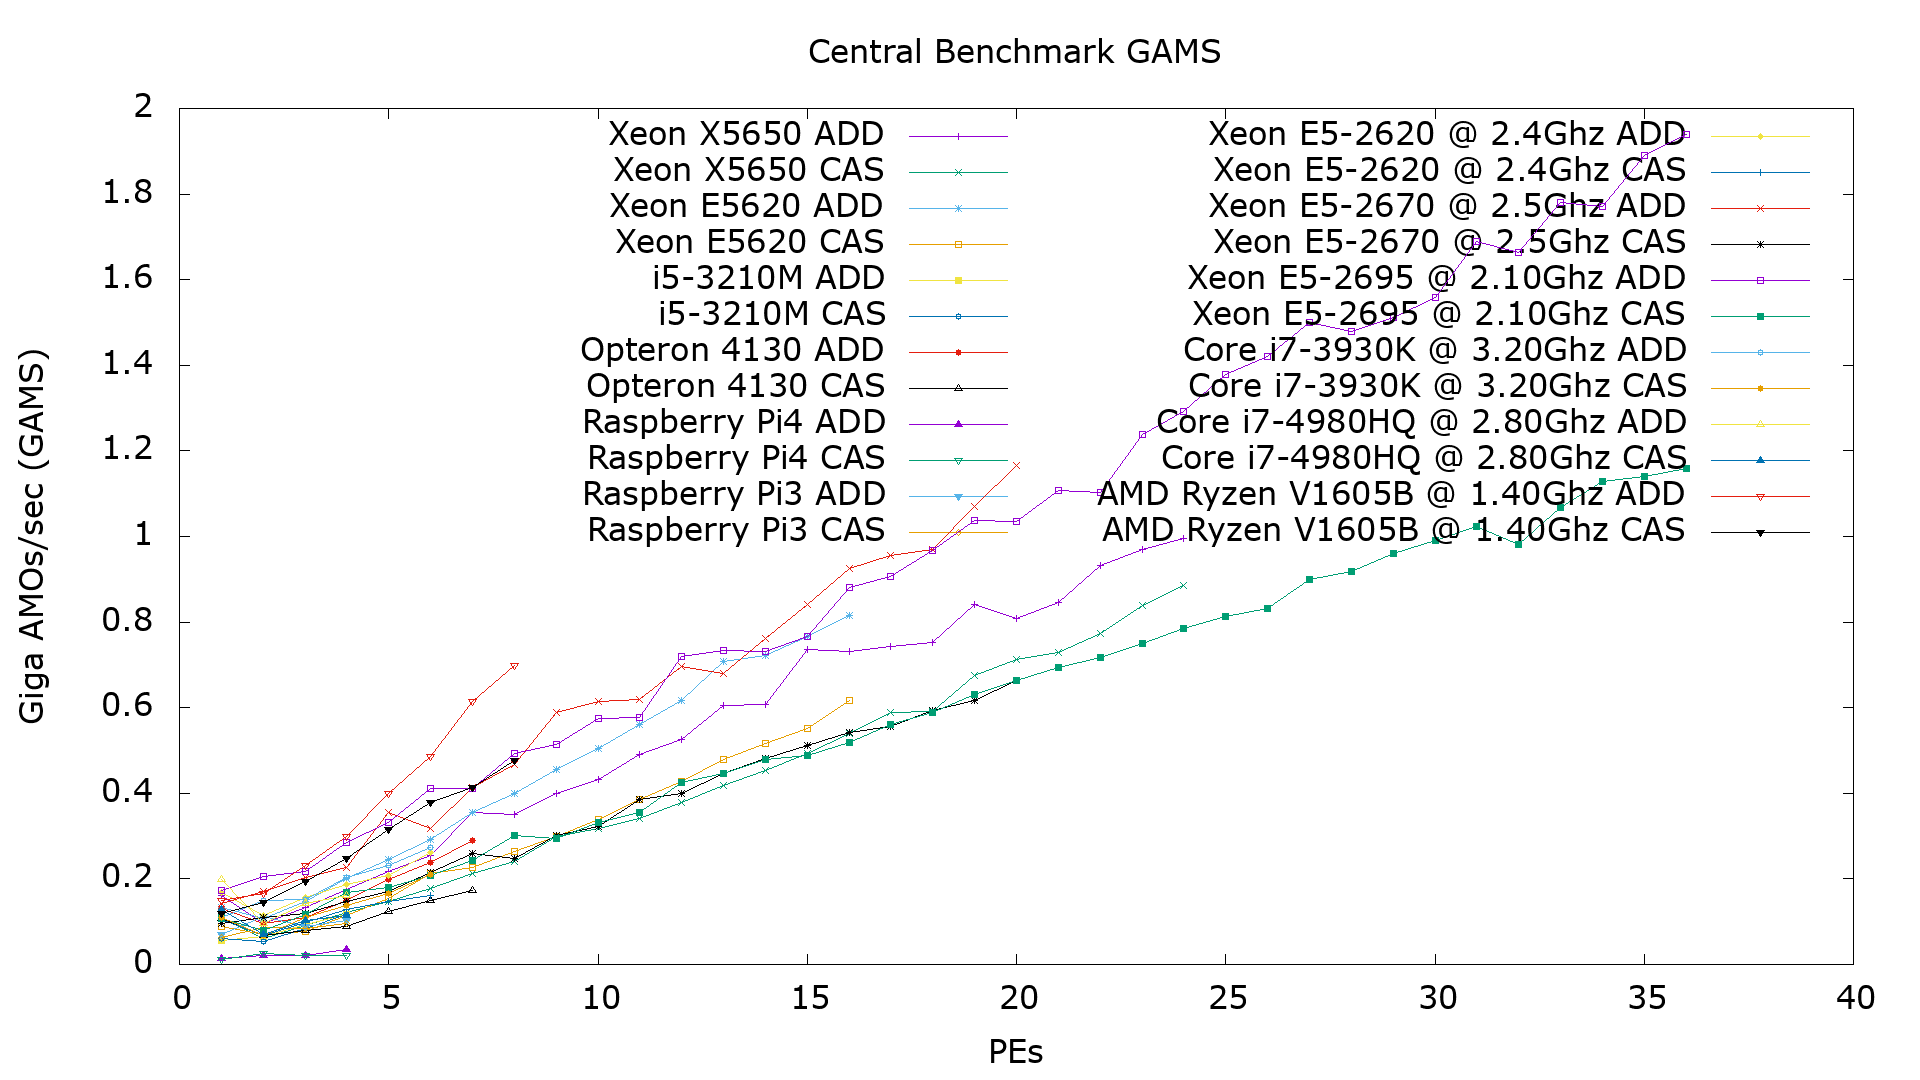 Central Benchmark GAMS
Giga AMOs/sec (GAMS)
2
1.8
1.6
1.4
1.2
1
0.8
0.6
0.4
0.2
0
Xeon X5650 ADD
Xeon X5650 CAS
Xeon E5620 ADD
Xeon E5620 CAS
i5-3210M ADD
i5-3210M CAS
Opteron 4130 ADD
Opteron 4130 CAS
Raspberry Pi4 ADD
Raspberry Pi4 CAS
Raspberry Pi3 ADD
Raspberry Pi3 CAS
Xeon E5-2620 @ 2.4Ghz ADD
Xeon E5-2620 @ 2.4Ghz CAS
Xeon E5-2670 @ 2.5Ghz ADD
Xeon E5-2670 @ 2.5Ghz CAS
Xeon E5-2695 @ 2.10Ghz ADD
Xeon E5-2695 @ 2.10Ghz CAS
Core i7-3930K @ 3.20Ghz ADD
Core i7-3930K @ 3.20Ghz CAS
Core i7-4980HQ @ 2.80Ghz ADD
Core i7-4980HQ @ 2.80Ghz CAS
AMD Ryzen V1605B @ 1.40Ghz ADD
AMD Ryzen V1605B @ 1.40Ghz CAS
0 5 10 15 20 25 30 35 40
PEs